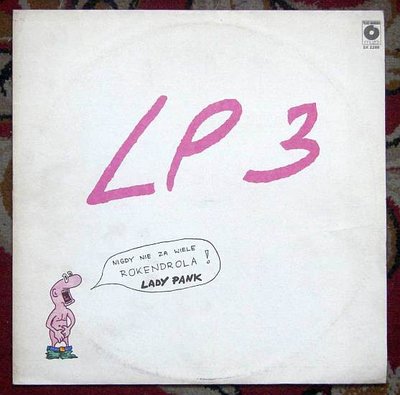 LP 3
NIGDY NIE ZA WIELE
ROKENDROLA !
LADY PANK